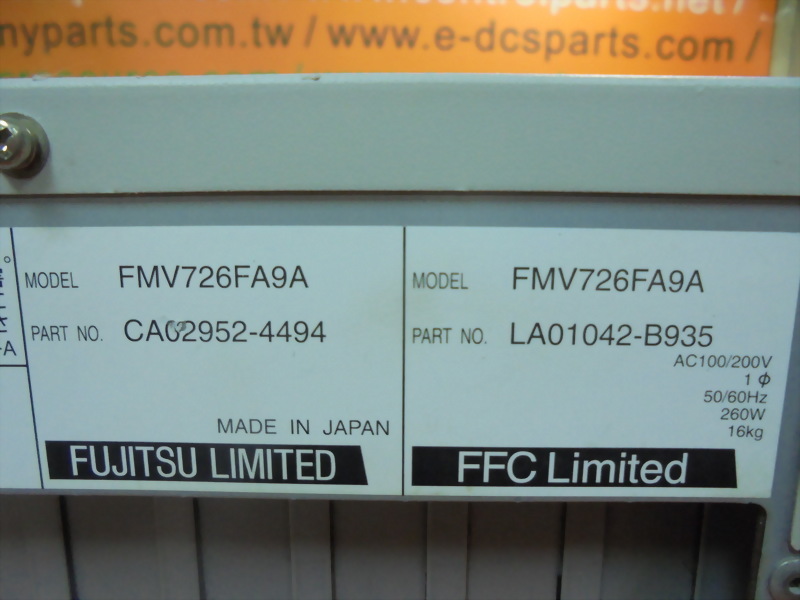 nyparts.com.tw / www.e-dcsparts.com /
MODEL FMV726FA9A
PART NO. CA02952-4494
MADE IN JAPAN
FUJITSU LIMITED
MODEL FMV726FA9A
PART NO. LA01042-B935
AC100/200V
1 ϕ
50/60Hz
260W
16kg
FFC Limited
-A